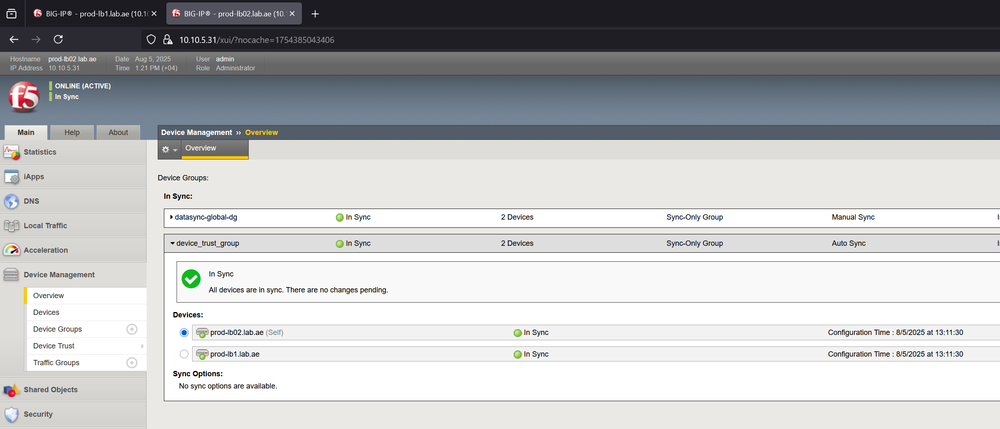 BIG-IP® - prod-lb1.lab.ae (10.10
BIG-IP® - prod-lb02.lab.ae (10.1
10.10.5.31/xui/?nocache=1754385043406
Hostname prod-lb02.lab.ae Date Aug 5, 2025 User admin
IP Address 10.10.5.31 Time 1:21 PM (+04) Role Administrator
f5
ONLINE (ACTIVE)
In Sync
Main Help About
Device Management ›› Overview
Overview
Statistics
iApps
DNS
Local Traffic
Acceleration
Device Management
Overview
Devices
Device Groups
Device Trust
Traffic Groups
Shared Objects
Security
Device Groups:
In Sync:
datasync-global-dg In Sync 2 Devices Sync-Only Group Manual Sync
device_trust_group In Sync 2 Devices Sync-Only Group Auto Sync
In Sync
All devices are in sync. There are no changes pending.
Devices:
prod-lb02.lab.ae (Self) In Sync Configuration Time : 8/5/2025 at 13:11:30
prod-lb1.lab.ae In Sync Configuration Time : 8/5/2025 at 13:11:30
Sync Options:
No sync options are available.